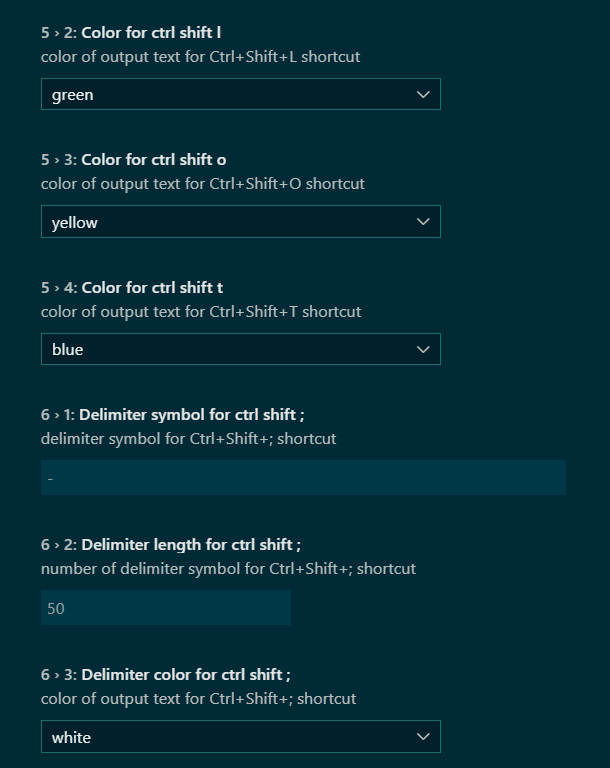 5 › 2: Color for ctrl shift l
color of output text for Ctrl+Shift+L shortcut
green
5 › 3: Color for ctrl shift o
color of output text for Ctrl+Shift+O shortcut
yellow
5 › 4: Color for ctrl shift t
color of output text for Ctrl+Shift+T shortcut
blue
6 › 1: Delimiter symbol for ctrl shift ;
delimiter symbol for Ctrl+Shift+; shortcut
-
6 › 2: Delimiter length for ctrl shift ;
number of delimiter symbol for Ctrl+Shift+; shortcut
50
6 › 3: Delimiter color for ctrl shift ;
color of output text for Ctrl+Shift+; shortcut
white